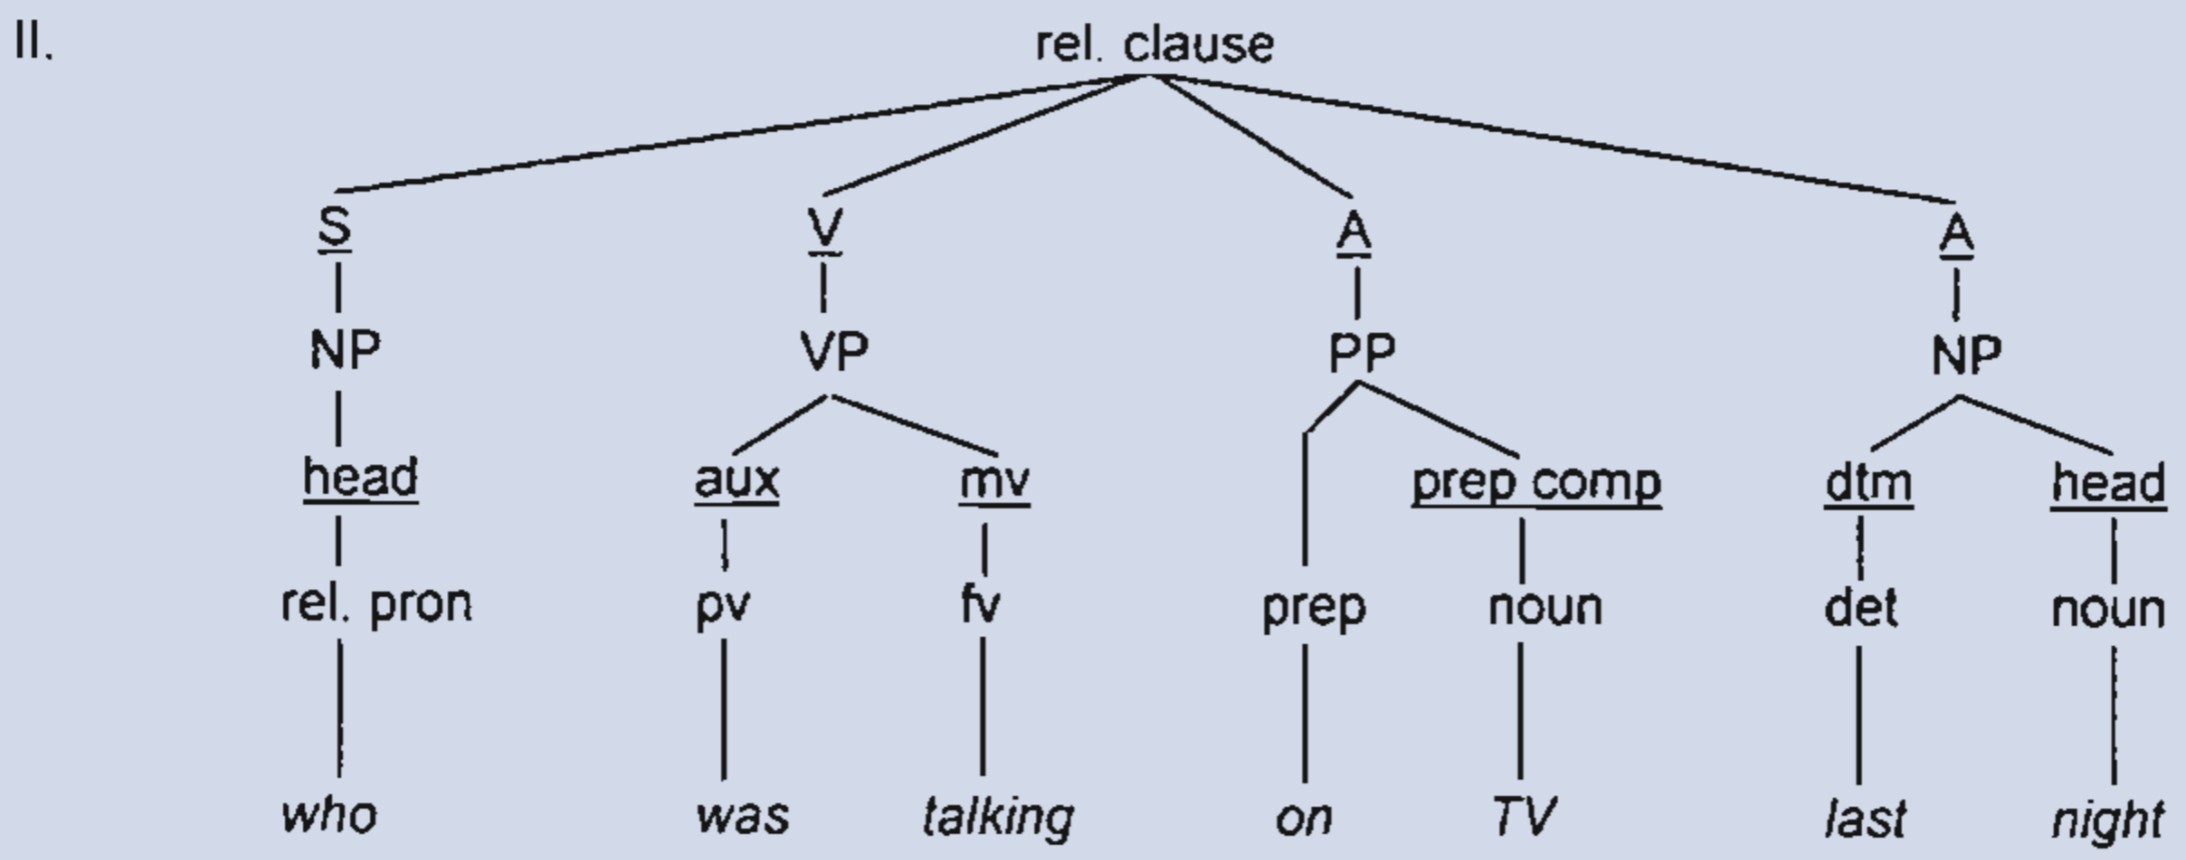 II.
rel. clause
S V A A
NP VP PP NP
head aux mv prep comp dtm head
rel. pron pv fv prep noun det noun
who was talking on TV last night